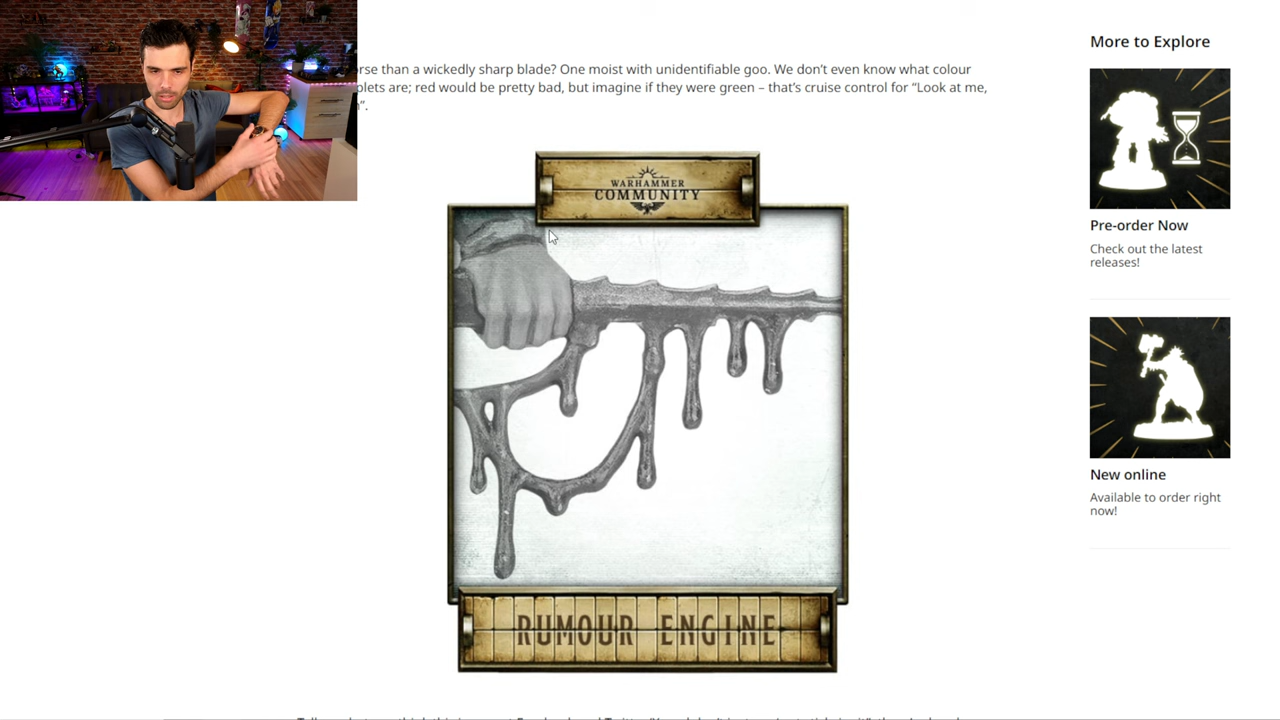 than a wickedly sharp blade? One moist with unidentifiable goo. We don’t even know what colour
are; red would be pretty bad, but imagine if they were green – that’s cruise control for “Look at me,
WARHAMMER
COMMUNITY
RUMOUR ENGINE
More to Explore
Pre-order Now
Check out the latest
releases!
New online
Available to order right
now!